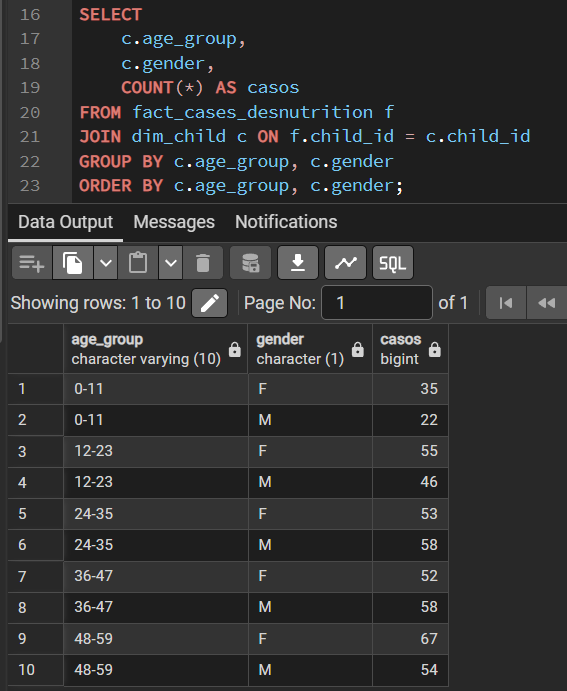 16 SELECT
17 c.age_group,
18 c.gender,
19 COUNT(*) AS casos
20 FROM fact_cases_desnutrition f
21 JOIN dim_child c ON f.child_id = c.child_id
22 GROUP BY c.age_group, c.gender
23 ORDER BY c.age_group, c.gender;
Data Output Messages Notifications
SQL
Showing rows: 1 to 10 Page No: 1 of 1
age_group gender casos
character varying (10) character (1) bigint
1 0-11 F 35
2 0-11 M 22
3 12-23 F 55
4 12-23 M 46
5 24-35 F 53
6 24-35 M 58
7 36-47 F 52
8 36-47 M 58
9 48-59 F 67
10 48-59 M 54